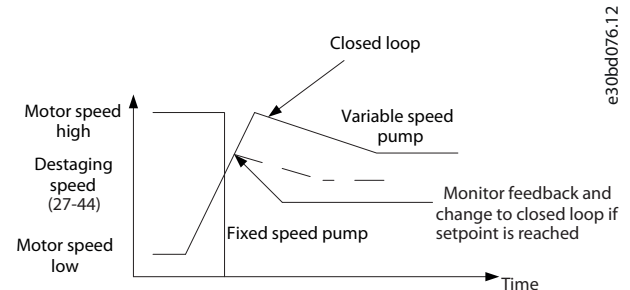 e30bd076.12
Closed loop
Motor speed
high
Variable speed
pump
Destaging
speed
(27-44)
Monitor feedback and
change to closed loop if
setpoint is reached
Fixed speed pump
Motor speed
low
Time